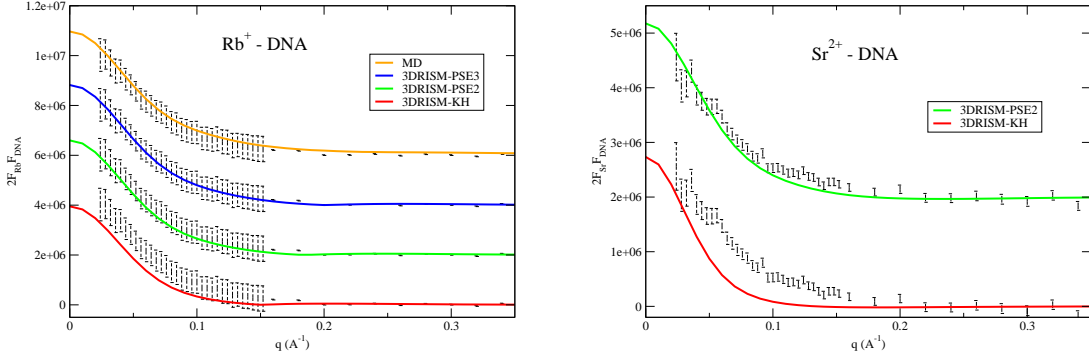 Rb+ - DNA
MD
3DRISM-PSE3
3DRISM-PSE2
3DRISM-KH
1.2e+07
1e+07
8e+06
6e+06
4e+06
2e+06
0
2F_Rb F_DNA
0 0.1 0.2 0.3
q (A^-1)
Sr2+ - DNA
3DRISM-PSE2
3DRISM-KH
5e+06
4e+06
3e+06
2e+06
1e+06
0
2F_Sr F_DNA
0 0.1 0.2 0.3
q (A^-1)